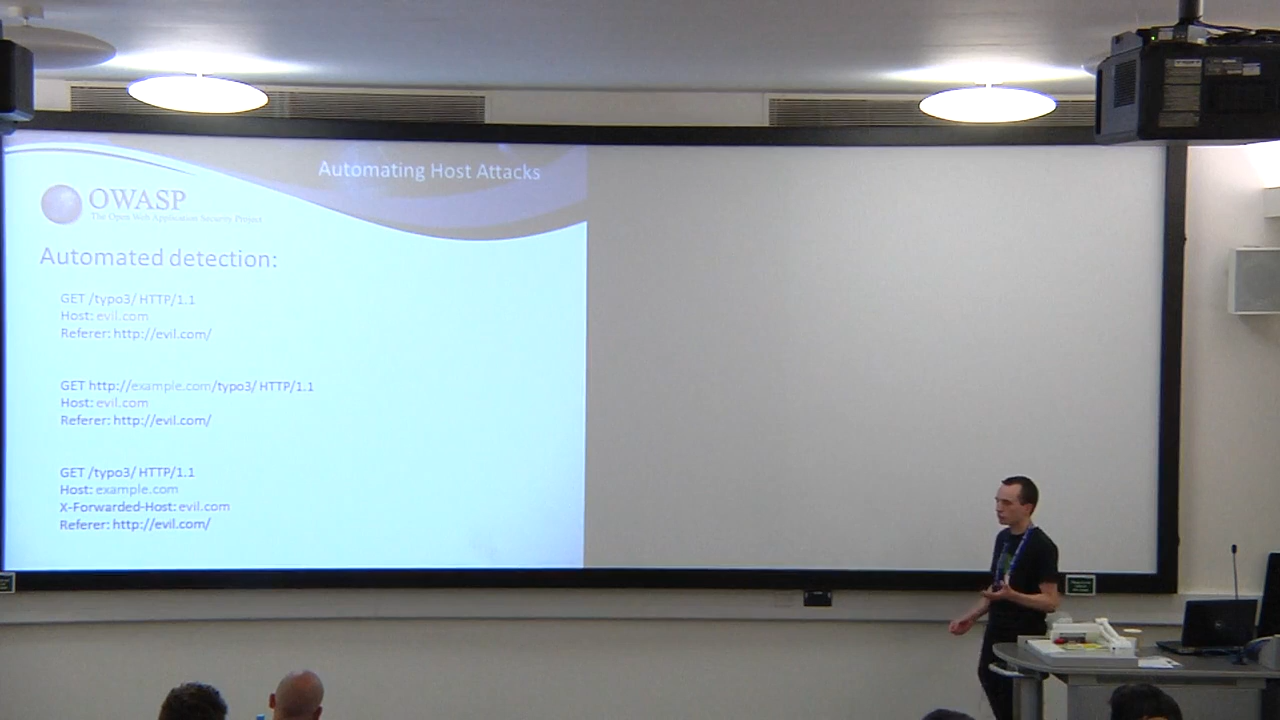 Automating Host Attacks
OWASP
The Open Web Application Security Project
Automated detection:
GET /typo3/ HTTP/1.1
Host: evil.com
Referer: http://evil.com/
GET http://example.com/typo3/ HTTP/1.1
Host: evil.com
Referer: http://evil.com/
GET /typo3/ HTTP/1.1
Host: example.com
X-Forwarded-Host: evil.com
Referer: http://evil.com/